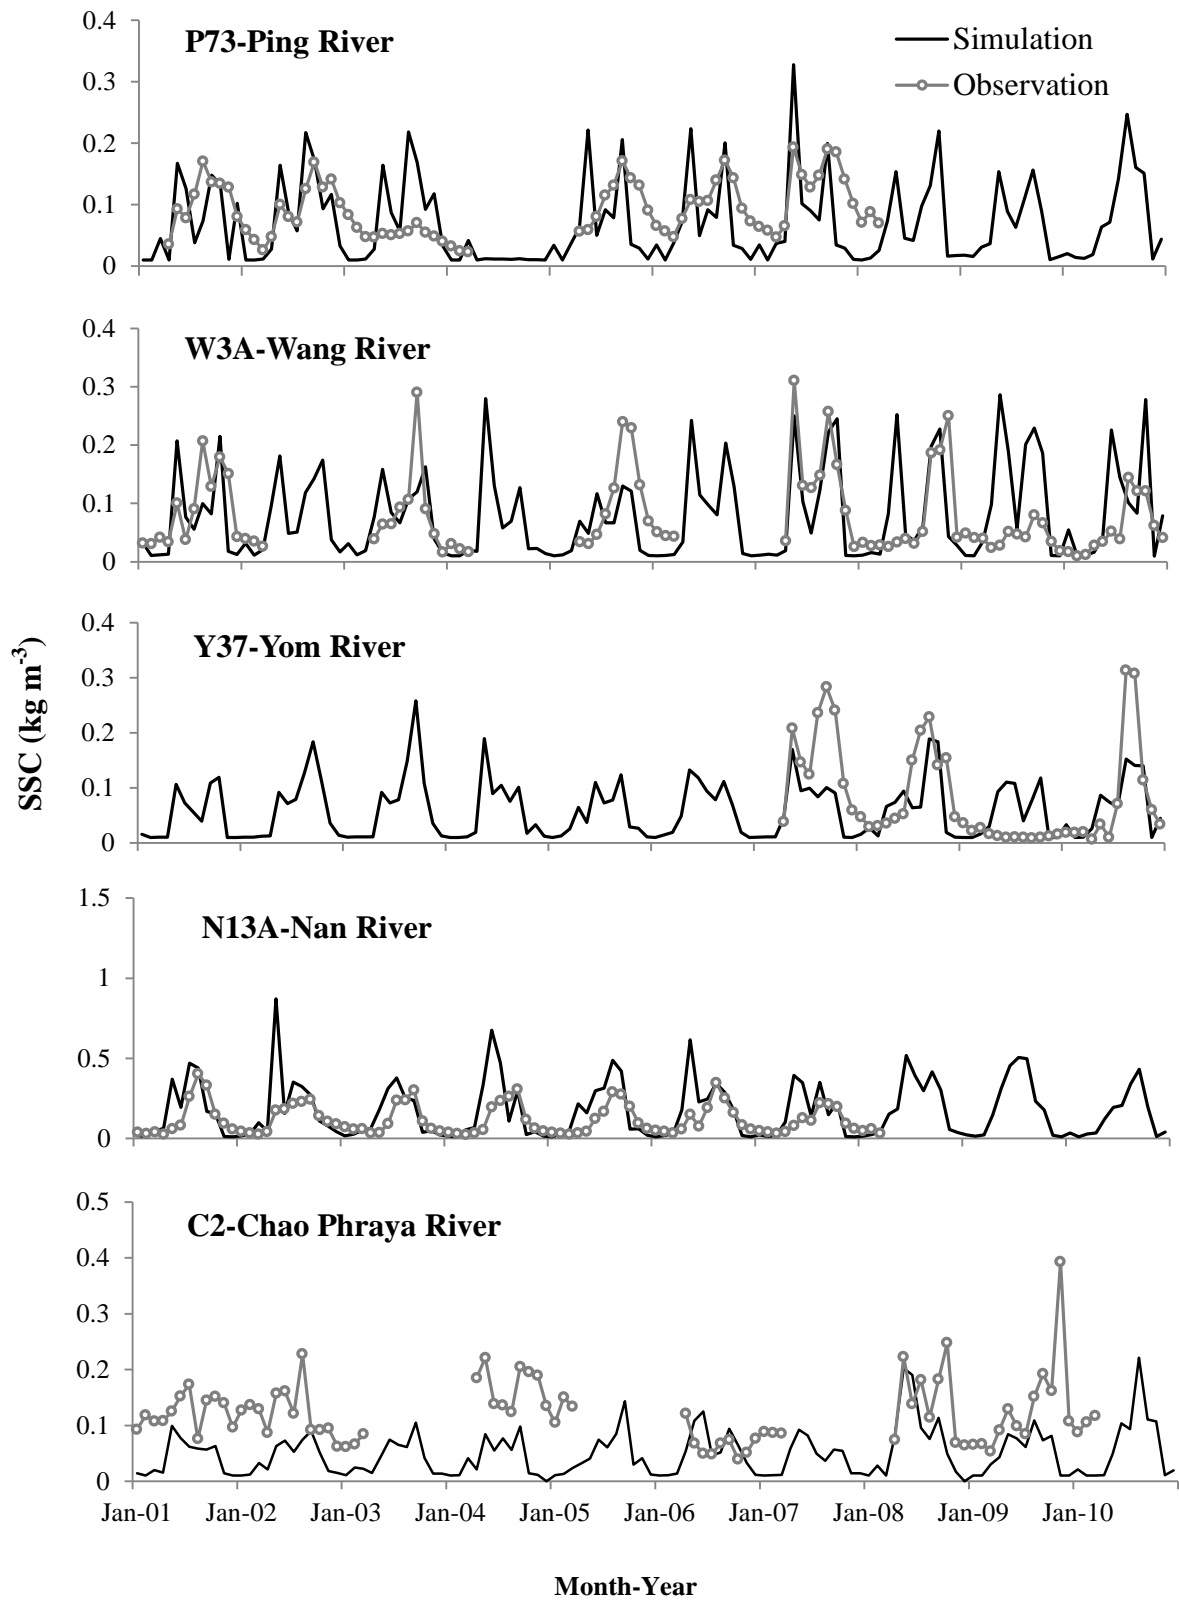 0.4
P73-Ping River
Simulation
Observation
0.3
0.2
0.1
0
0.4
W3A-Wang River
0.3
0.2
0.1
0
0.4
Y37-Yom River
0.3
0.2
0.1
0
SSC (kg m-3)
1.5
N13A-Nan River
1
0.5
0
0.5
C2-Chao Phraya River
0.4
0.3
0.2
0.1
0
Jan-01 Jan-02 Jan-03 Jan-04 Jan-05 Jan-06 Jan-07 Jan-08 Jan-09 Jan-10
Month-Year